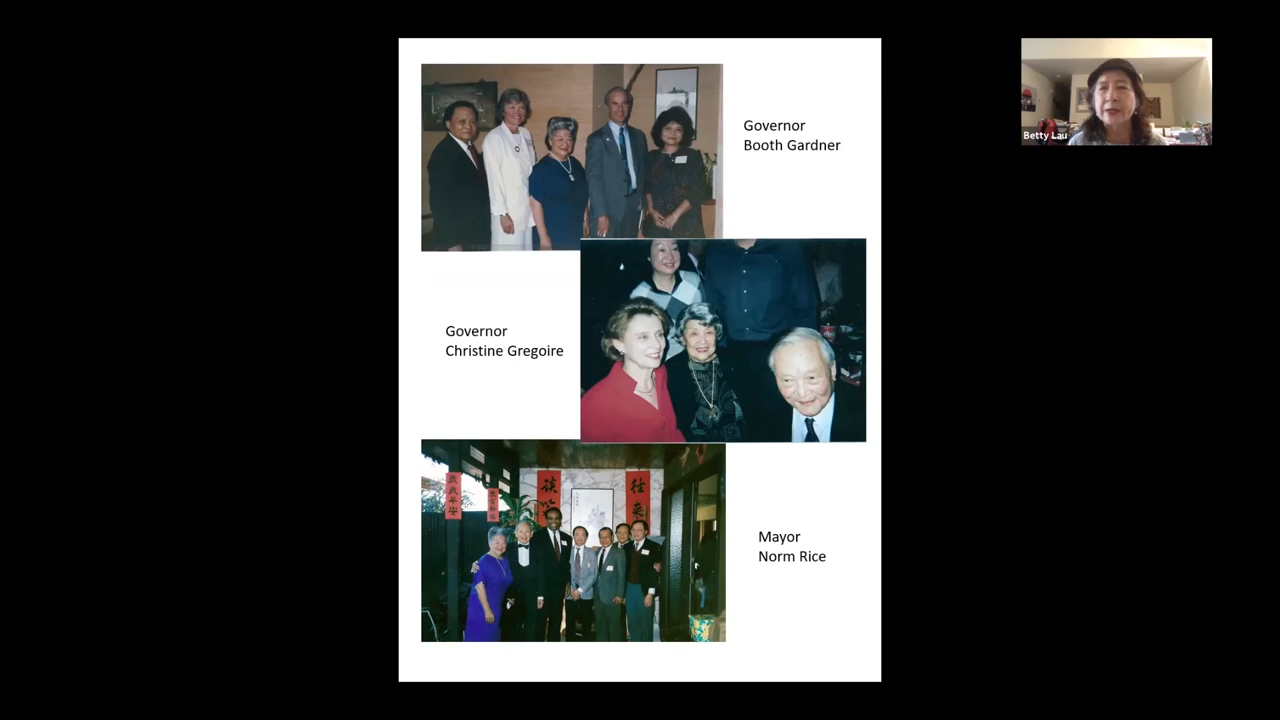 Governor
Booth Gardner
Betty Lau
Governor
Christine Gregoire
Mayor
Norm Rice